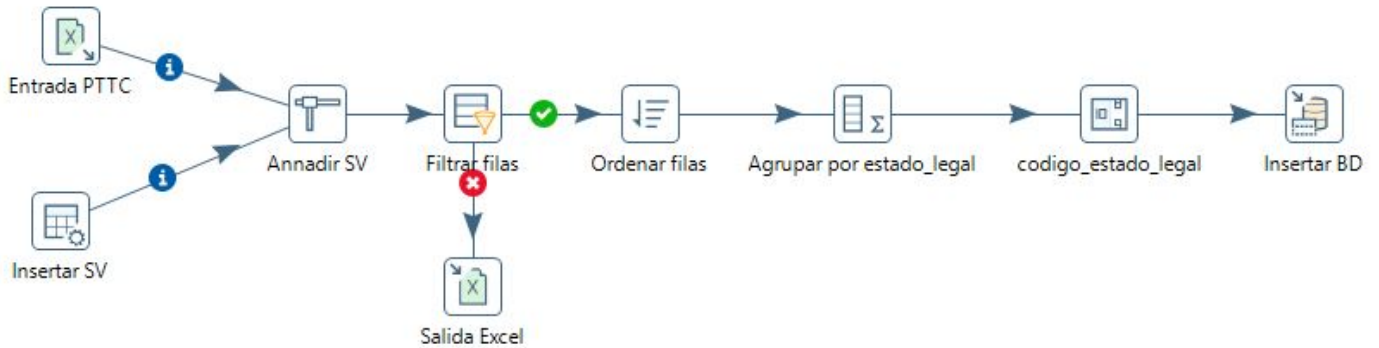 Entrada PTTC
Insertar SV
Annadir SV
Filtrar filas
Ordenar filas
Agrupar por estado_legal
codigo_estado_legal
Insertar BD
Salida Excel